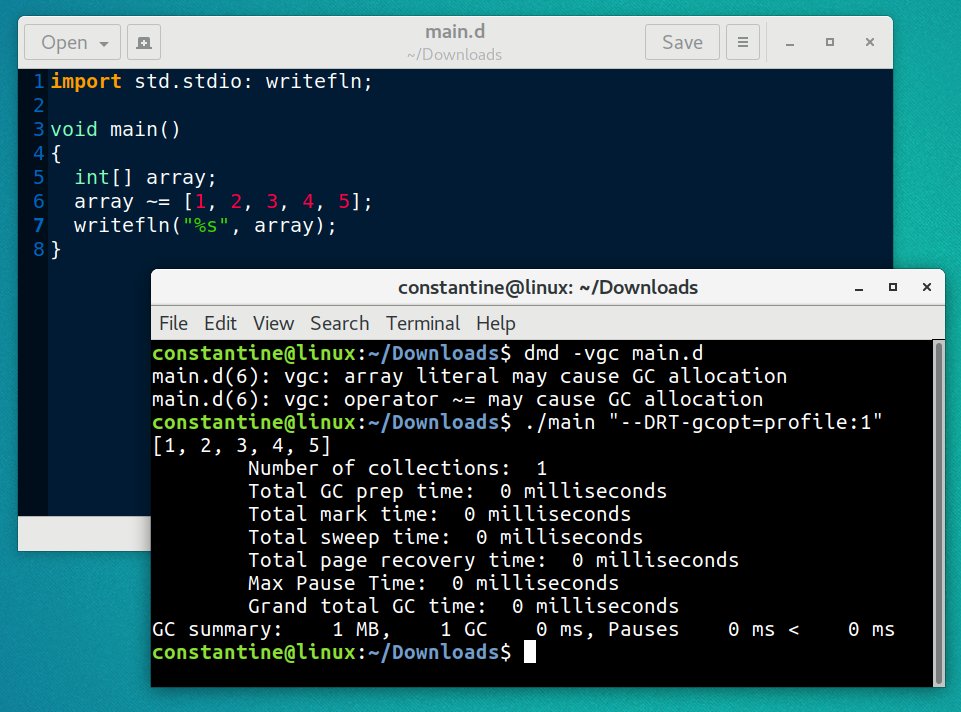 Open
main.d
~/Downloads
Save
1 import std.stdio: writefln;
2
3 void main()
4 {
5   int[] array;
6   array ~= [1, 2, 3, 4, 5];
7   writefln("%s", array);
8 }
constantine@linux: ~/Downloads
File Edit View Search Terminal Help
constantine@linux:~/Downloads$ dmd -vgc main.d
main.d(6): vgc: array literal may cause GC allocation
main.d(6): vgc: operator ~= may cause GC allocation
constantine@linux:~/Downloads$ ./main "--DRT-gcopt=profile:1"
[1, 2, 3, 4, 5]
        Number of collections:  1
        Total GC prep time:  0 milliseconds
        Total mark time:  0 milliseconds
        Total sweep time:  0 milliseconds
        Total page recovery time:  0 milliseconds
        Max Pause Time:  0 milliseconds
        Grand total GC time:  0 milliseconds
GC summary:    1 MB,    1 GC    0 ms, Pauses    0 ms <    0 ms
constantine@linux:~/Downloads$